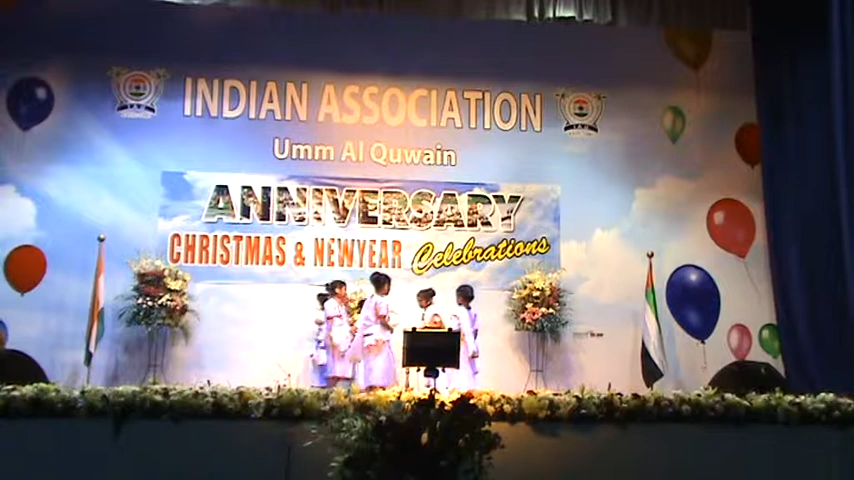 INDIAN ASSOCIATION
Umm Al Quwain
ANNIVERSARY
CHRISTMAS & NEWYEAR Celebrations